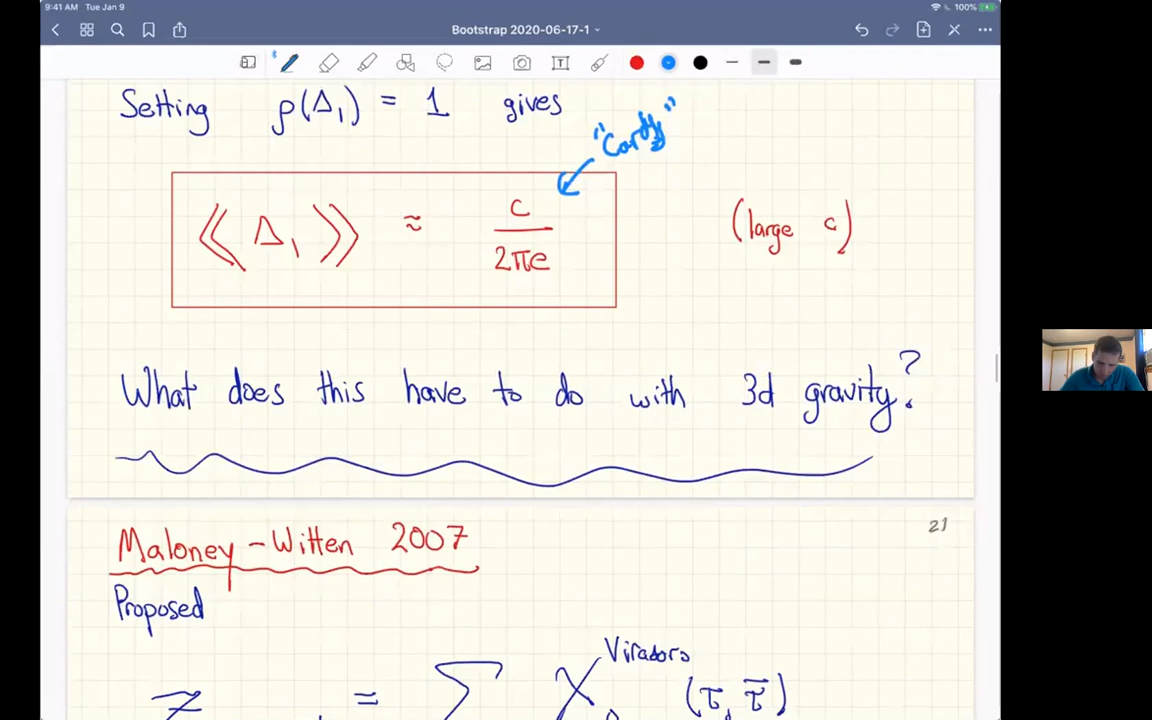 9:41 AM Tue Jan 9
100%
Bootstrap 2020-06-17-1
Setting ρ(Δ₁) = 1 gives
"Cardy"
⟪ Δ₁ ⟫ ≈ c / 2πe (large c)
What does this have to do with 3d gravity?
21
Maloney-Witten 2007
Proposed
Virasoro
Z = Σ χ (τ, τ̄)